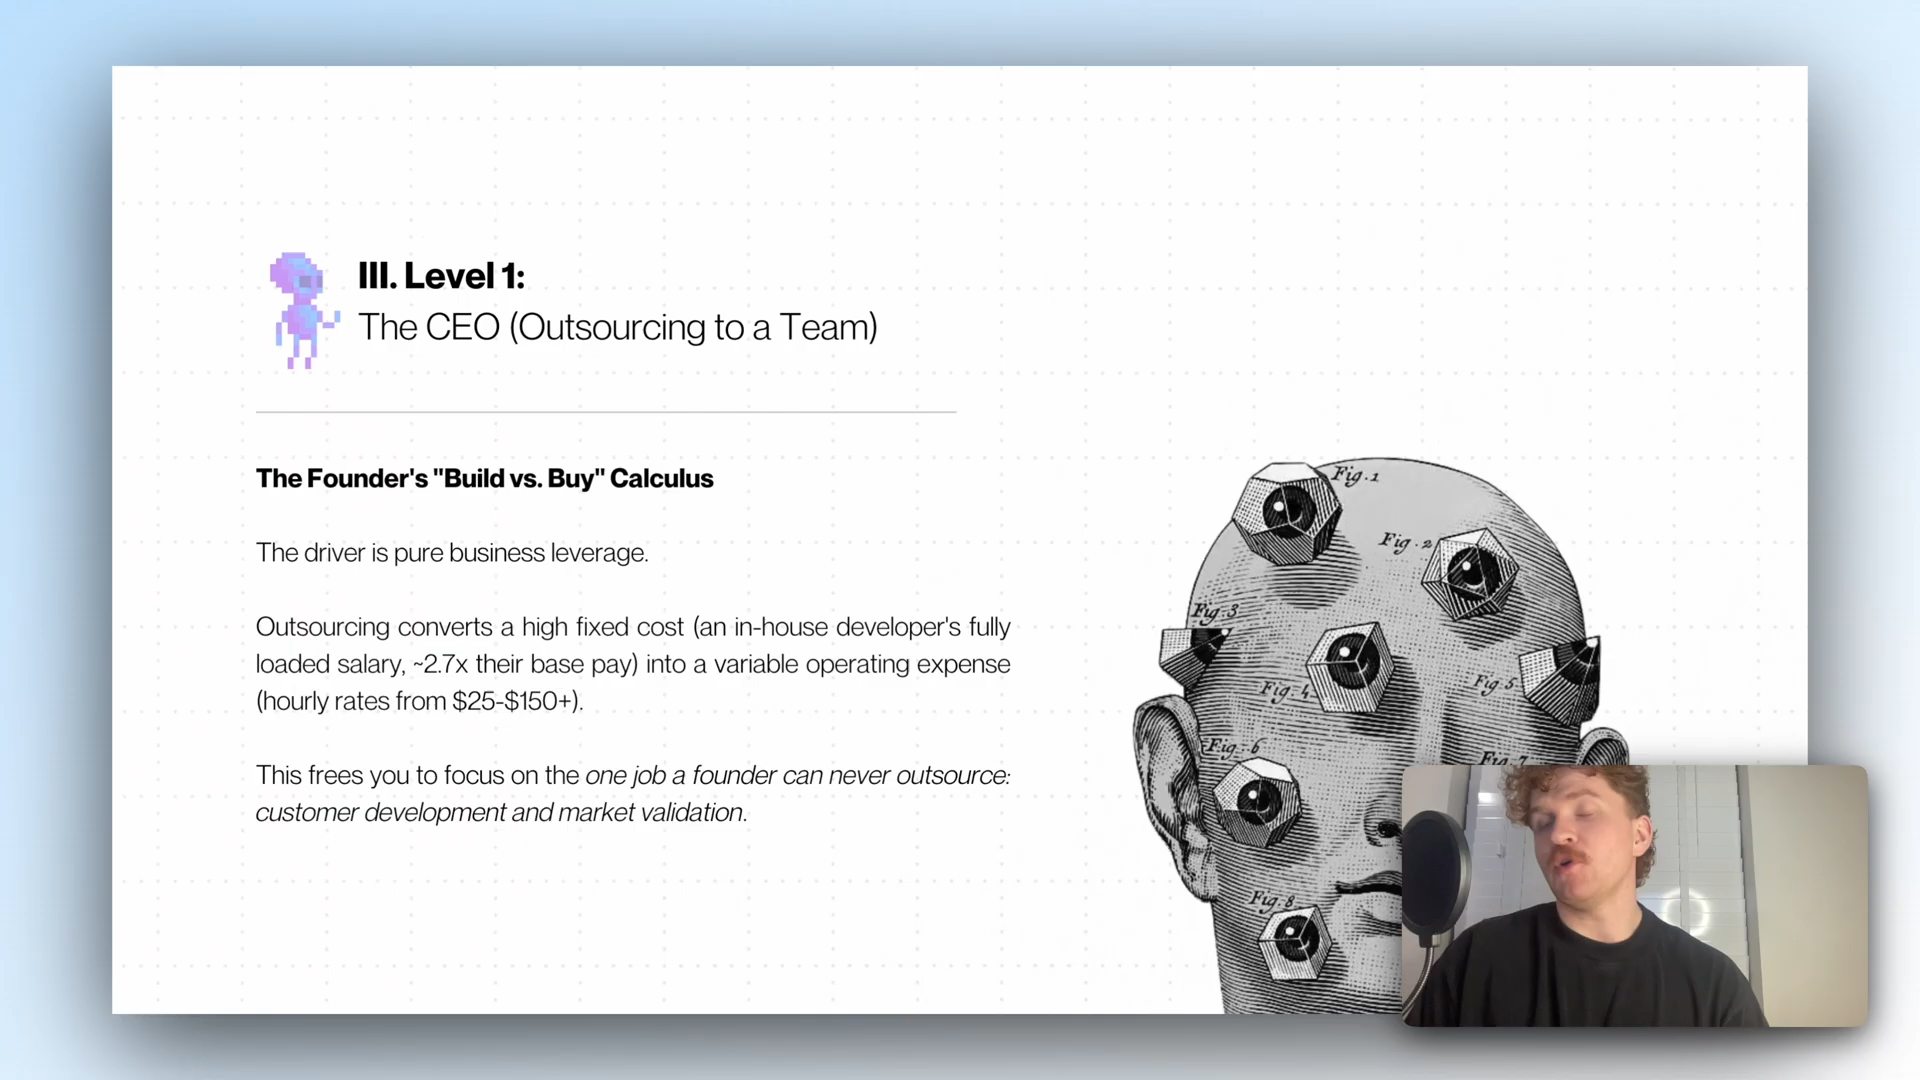 III. Level 1:
The CEO (Outsourcing to a Team)
The Founder's "Build vs. Buy" Calculus
The driver is pure business leverage.
Outsourcing converts a high fixed cost (an in-house developer's fully
loaded salary, ~2.7x their base pay) into a variable operating expense
(hourly rates from $25-$150+).
This frees you to focus on the one job a founder can never outsource:
customer development and market validation.
Fig.1
Fig.2
Fig.3
Fig.4
Fig.5
Fig.6
Fig.7
Fig.8